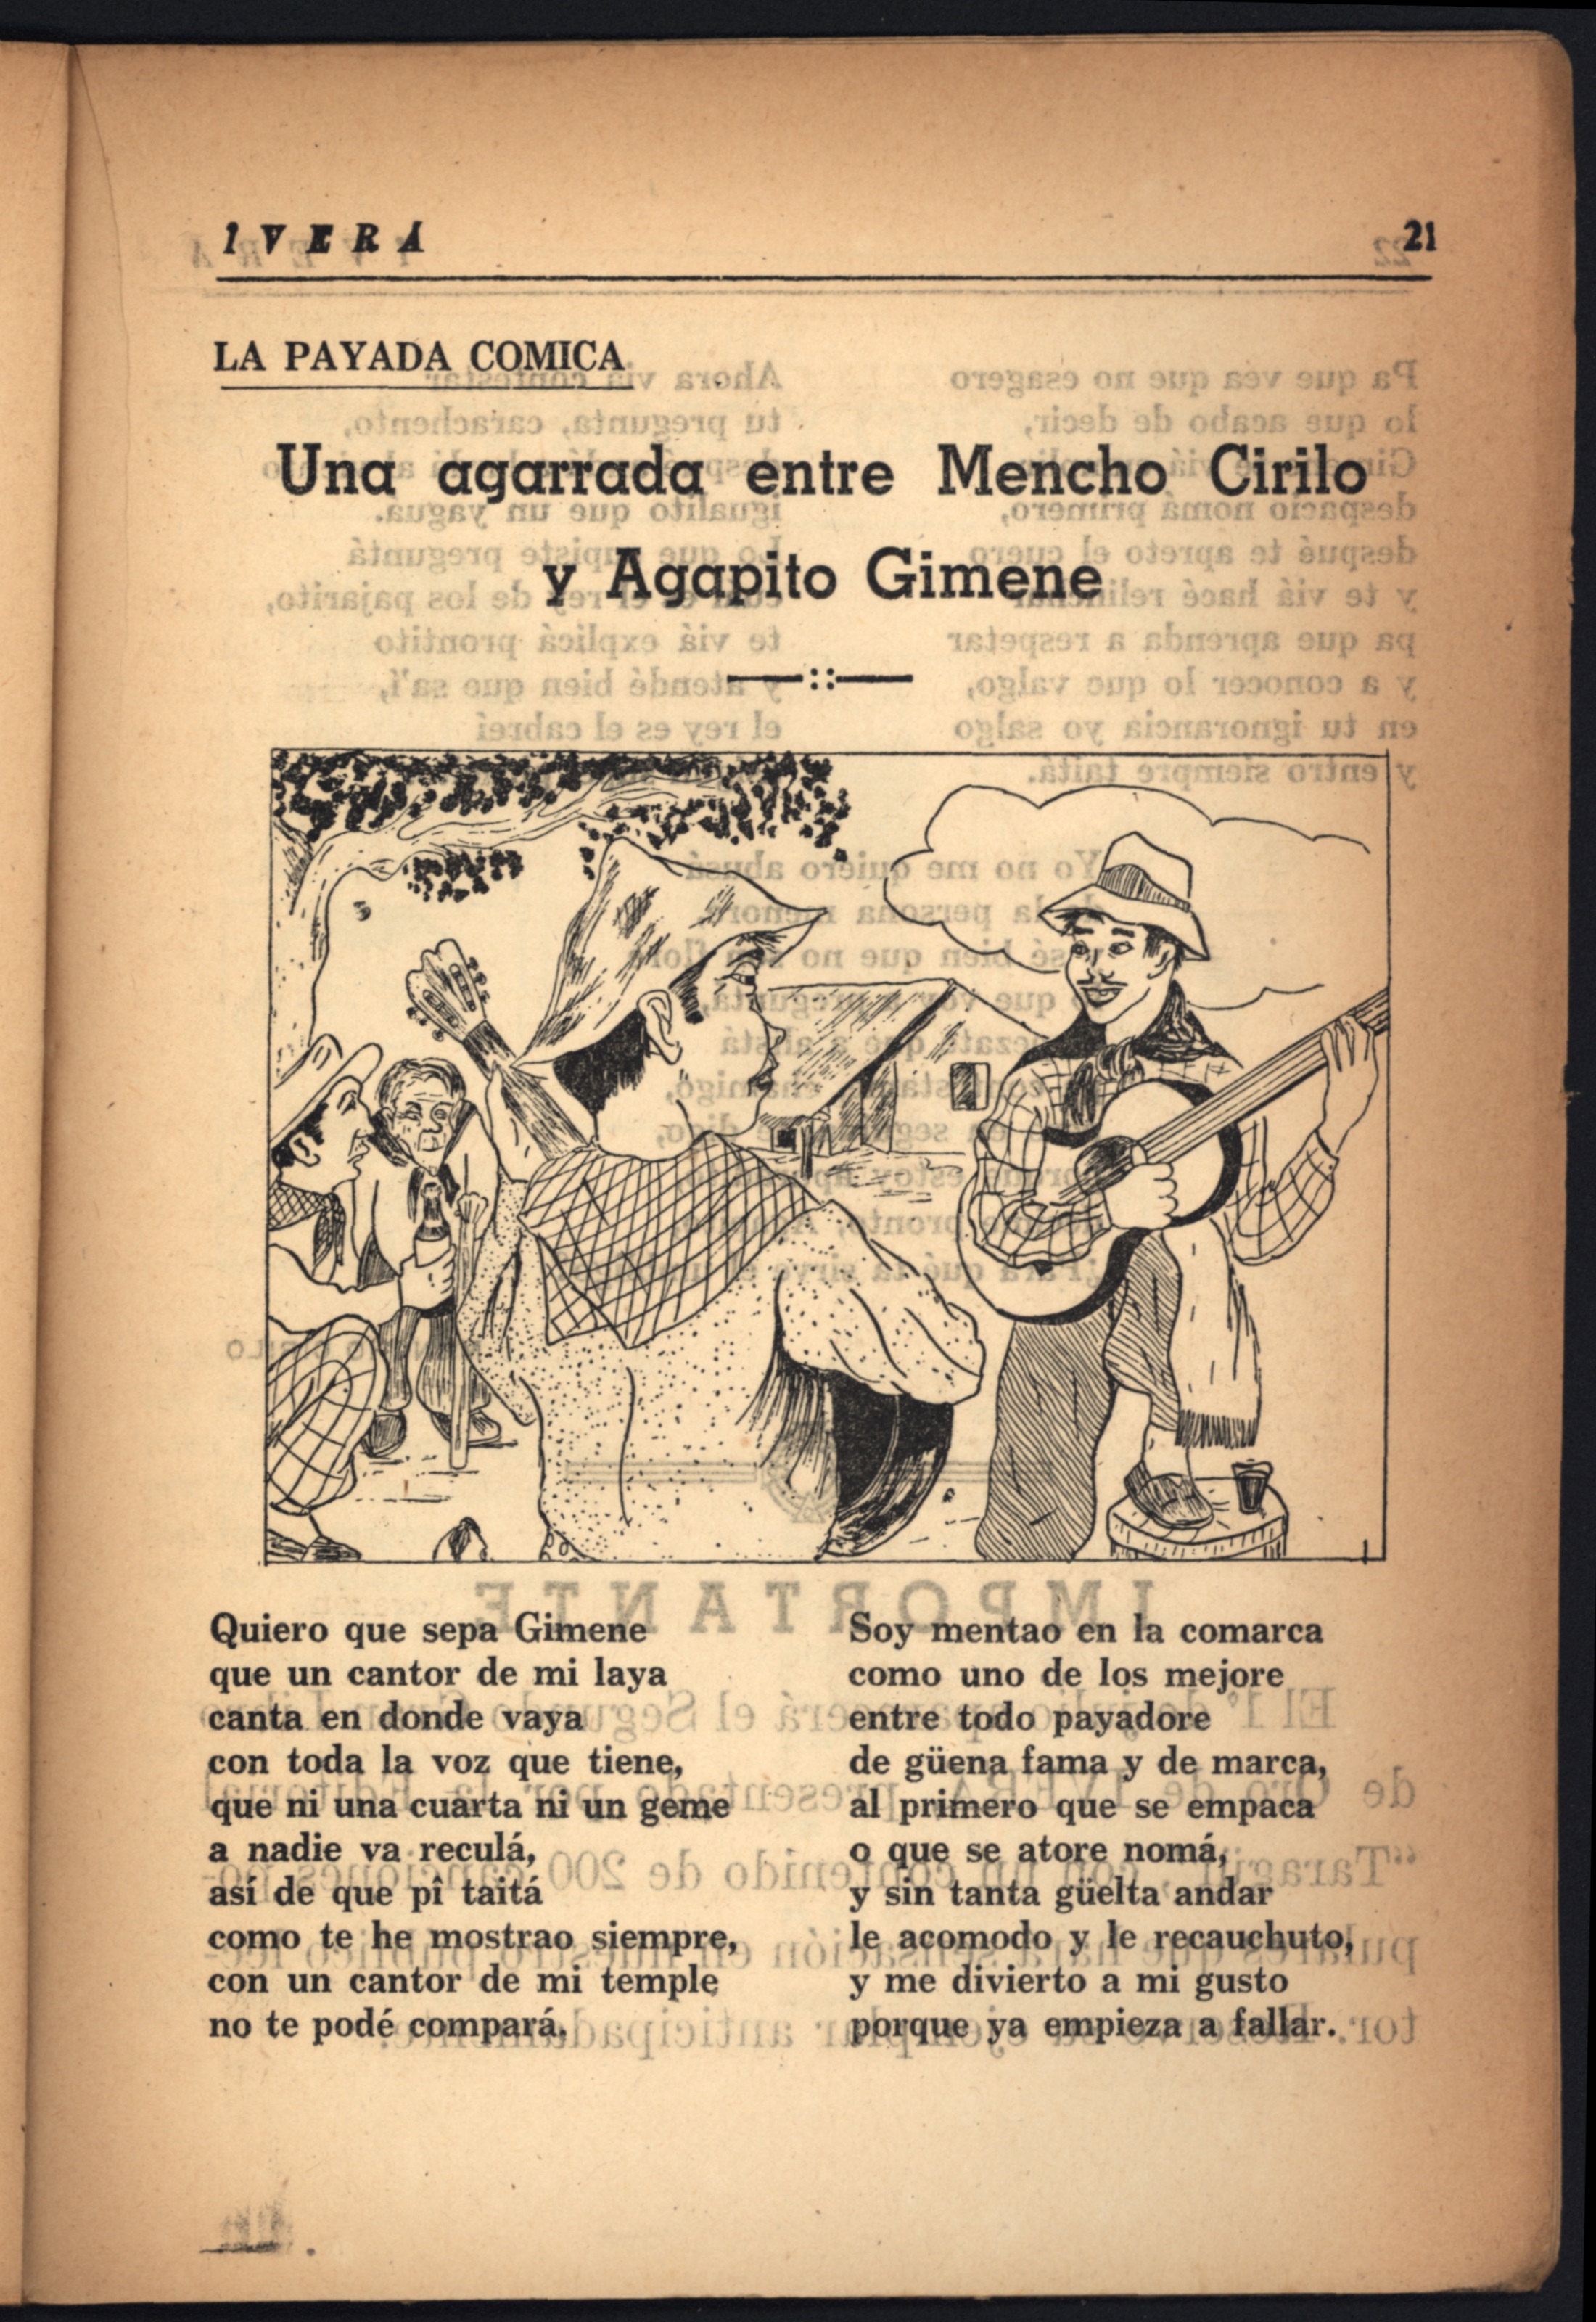 IVERÁ
21
LA PAYADA COMICA
Una agarrada entre Mencho Cirilo
y Agapito Gimene
Quiero que sepa Gimene
que un cantor de mi laya
canta en donde vaya
con toda la voz que tiene,
que ni una cuarta ni un geme
a nadie va reculá,
así de que pî taitá
como te he mostrao siempre,
con un cantor de mi temple
no te podé compará.
Soy mentao en la comarca
como uno de los mejore
entre todo payadore
de güena fama y de marca,
al primero que se empaca
o que se atore nomá,
y sin tanta güelta andar
le acomodo y le recauchuto,
y me divierto a mi gusto
porque ya empieza a fallar.